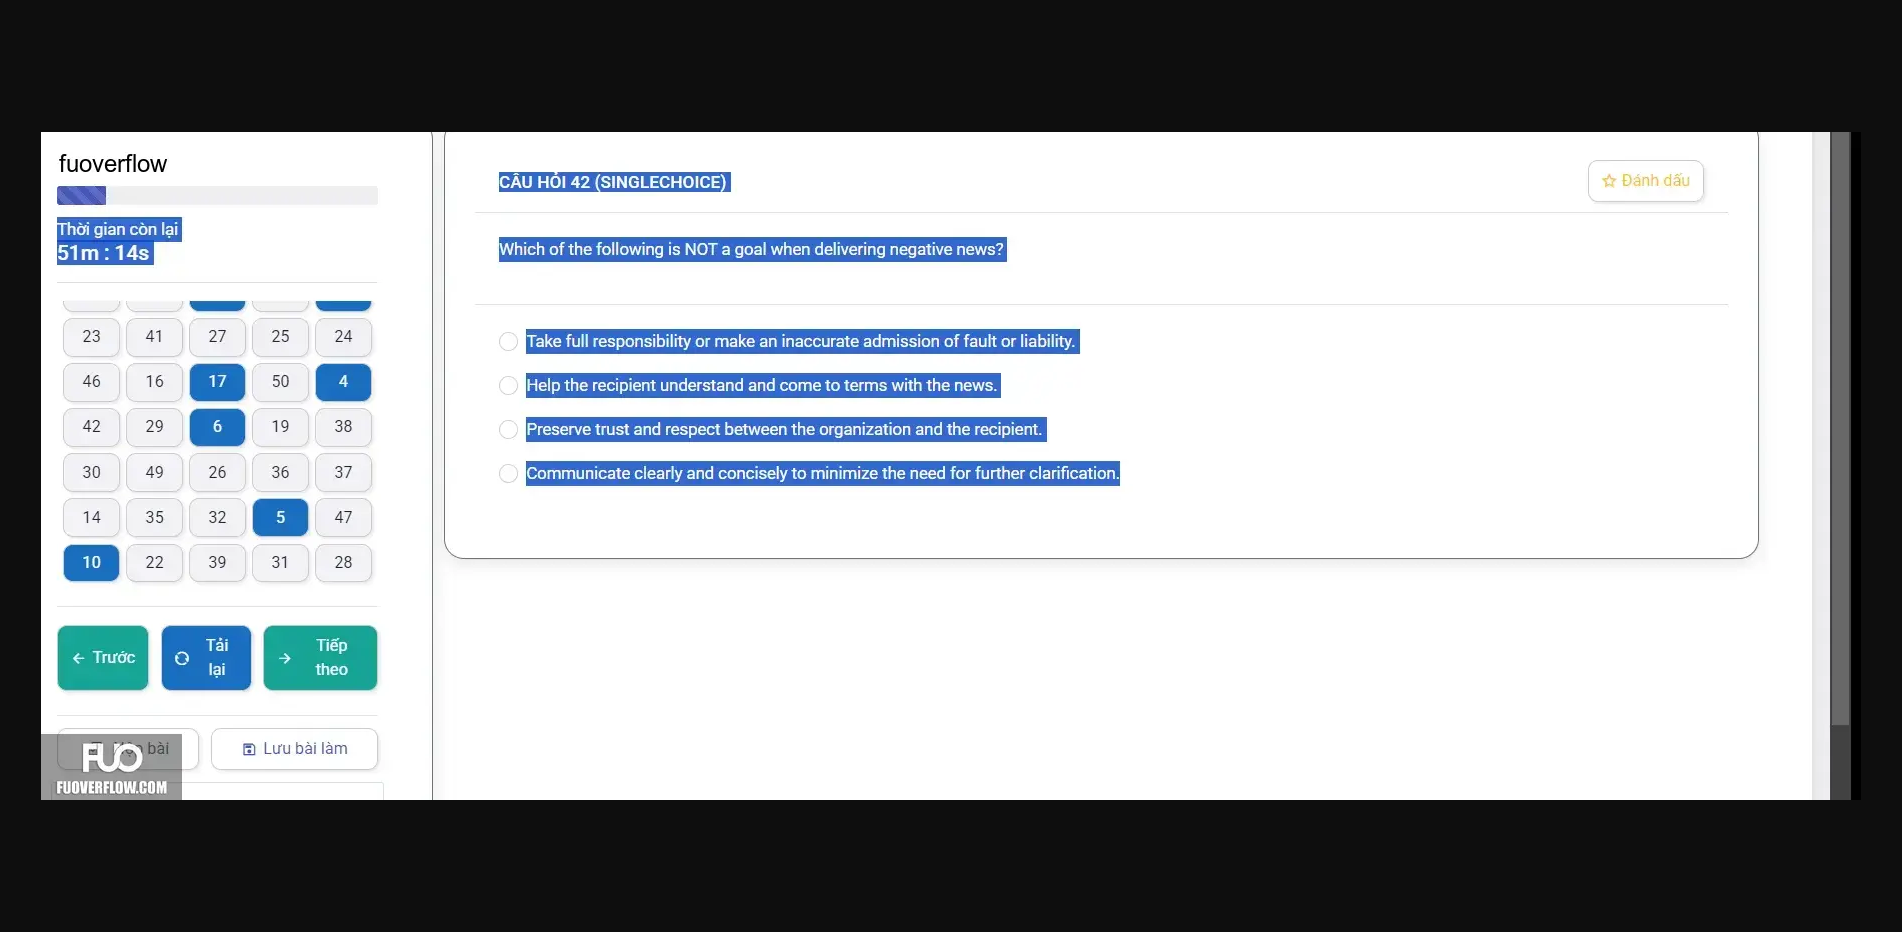 fuoverflow
Thời gian còn lại
51m : 14s
23 41 27 25 24
46 16 17 50 4
42 29 6 19 38
30 49 26 36 37
14 35 32 5 47
10 22 39 31 28
Trước
Tải lại
Tiếp theo
bài
Lưu bài làm
FUO
FUOVERFLOW.COM
CÂU HỎI 42 (SINGLECHOICE)
Đánh dấu
Which of the following is NOT a goal when delivering negative news?
Take full responsibility or make an inaccurate admission of fault or liability.
Help the recipient understand and come to terms with the news.
Preserve trust and respect between the organization and the recipient.
Communicate clearly and concisely to minimize the need for further clarification.